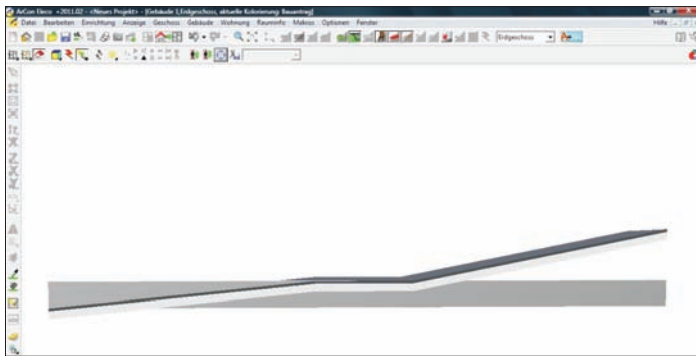 ArCon Eleco +2011.02 - <Neues Projekt> - [Gebäude 1,Erdgeschoss, aktuelle Kolorierung: Bauantrag]
Datei Bearbeiten Einrichtung Anzeige Geschoss Gebäude Wohnung Rauminfo Makros Optionen Fenster Hilfe
Erdgeschoss